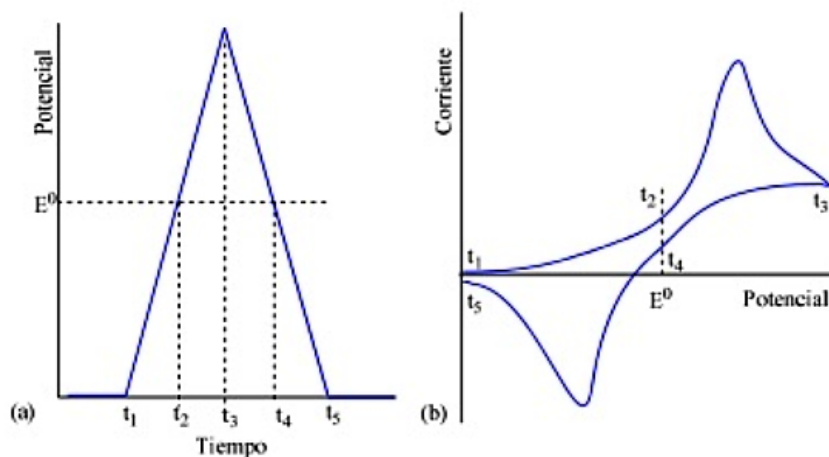 Potencial
E⁰
t₁ t₂ t₃ t₄ t₅
Tiempo
(a)
Corriente
t₂
t₃
t₁
t₄
t₅
E⁰
Potencial
(b)